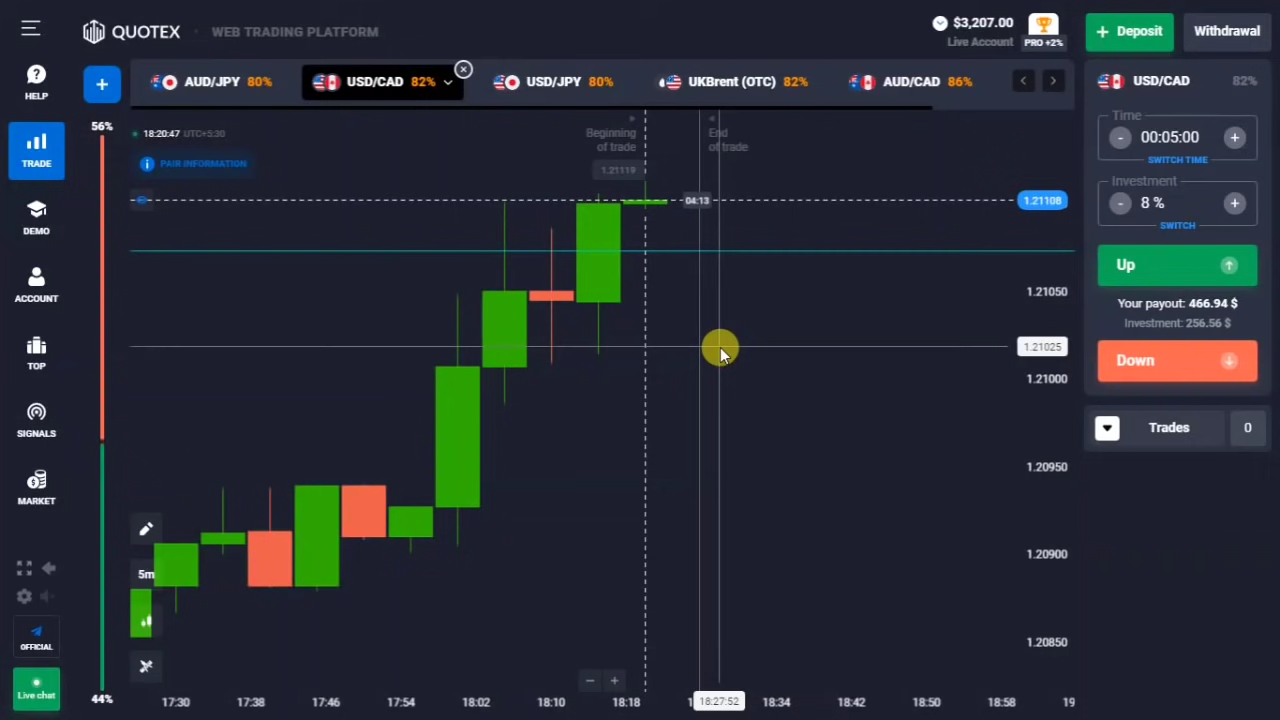 QUOTEX
WEB TRADING PLATFORM
$3,207.00
Live Account
PRO +2%
+ Deposit
Withdrawal
HELP
+
AUD/JPY 80%
USD/CAD 82%
USD/JPY 80%
UKBrent (OTC) 82%
AUD/CAD 86%
USD/CAD
82%
56%
18:20:47 UTC+5:30
Beginning
of trade
End
of trade
Time
- 00:05:00 +
SWITCH TIME
TRADE
PAIR INFORMATION
1.21119
04:13
1.21108
Investment
- 8 % +
SWITCH
DEMO
Up
ACCOUNT
1.21050
Your payout: 466.94 $
Investment: 256.56 $
1.21025
Down
TOP
1.21000
SIGNALS
Trades
0
1.20950
MARKET
1.20900
5m
OFFICIAL
1.20850
Live chat
44%
17:30
17:38
17:46
17:54
18:02
18:10
18:18
18:27:52
18:34
18:42
18:50
18:58
19